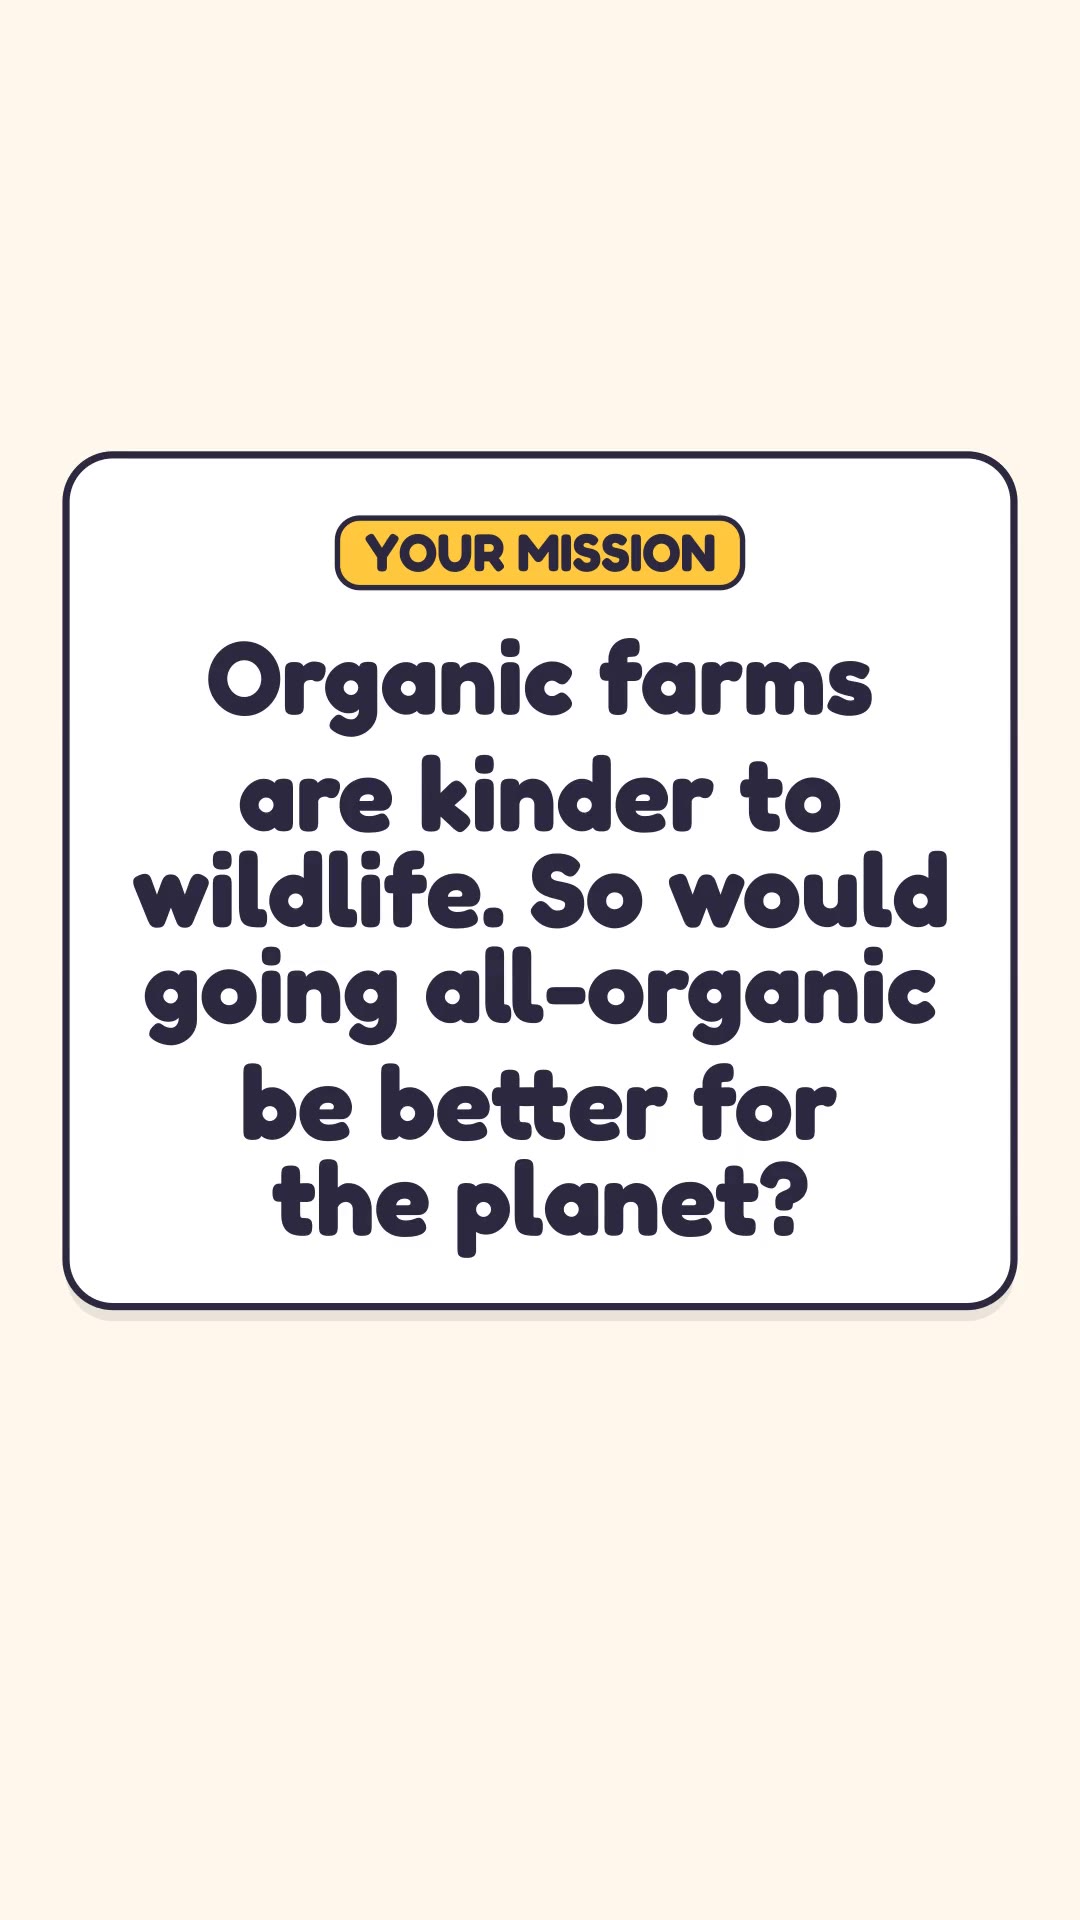 YOUR MISSION
Organic farms
are kinder to
wildlife. So would
going all-organic
be better for
the planet?